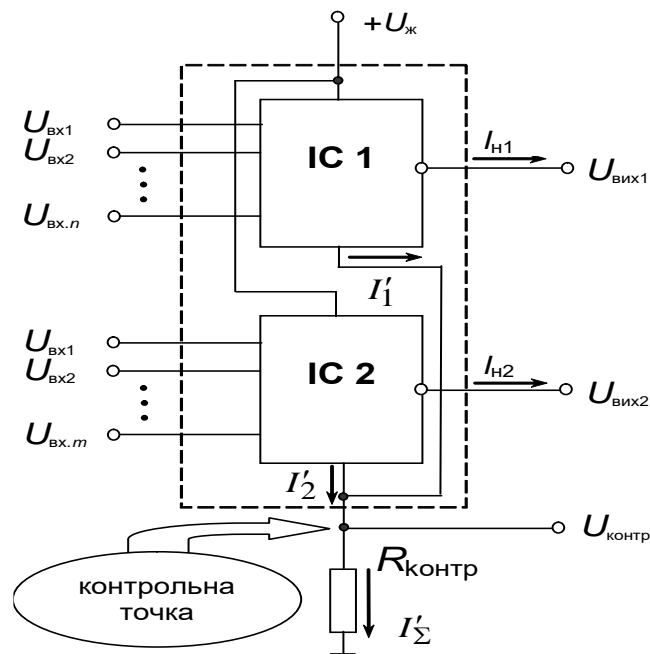 +Uж
Uвх1
Uвх2
Uвх.n
IC 1
Iн1
Uвих1
I′1
Uвх1
Uвх2
Uвх.m
IC 2
Iн2
Uвих2
I′2
Uконтр
контрольна
точка
Rконтр
I′Σ